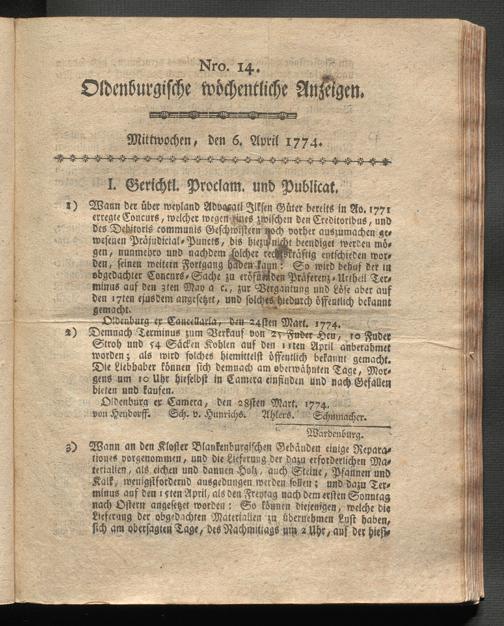 Nro. 14.
Oldenburgische wöchentliche Anzeigen.
Mittwochen, den 6. April 1774.
I. Gerichtl. Proclam. und Publicat.
1) Wann der über weyland Advocati Ilksen Güter bereits in Ao. 1771
erregte Concurs, welcher wegen eines zwischen den Creditoribus, und
des Debitoris communis Geschwistern noch vorher auszumachen ge-
wesenen Präjudicial-Puncts, bis hiezu nicht beendiget werden mö-
gen, nunmehro und nachdem solcher rechtskräftig entschieden wor-
den, seinen weitern Fortgang haben kann: So wird behuf der in
obgedachter Concurs-Sache zu eröfnenden Präferenz-Urtheil Ter-
minus auf den 3ten May a. c., zur Vergantung und Löse aber auf
den 17ten ejusdem angesetzt, und solches hiedurch öffentlich bekannt
gemacht.
Oldenburg ex Cancellaria, den 24sten Mart. 1774.
2) Demnach Terminus zum Verkauf von 25 Fuder Heu, 10 Fuder
Stroh und 54 Säcken Kohlen auf den 11ten April anberahmet
worden; als wird solches hiemittelst öffentlich bekannt gemacht.
Die Liebhaber können sich demnach am oberwähnten Tage, Mor-
gens um 10 Uhr hieselbst in Camera einfinden und nach Gefallen
bieten und kaufen.
Oldenburg ex Camera, den 28sten Mart. 1774.
von Hendorff. Sch. v. Hunrichs. Ahlers. Schumacher.
Wardenburg.
3) Wann an den Kloster Blankenburgischen Gebäuden einige Repara-
tiones vorgenommen, und die Lieferung der dazu erforderlichen Ma-
terialien, als eichen und dannen Holz, auch Steine, Pfannen und
Kalk, wenigstfordernd ausgedungen werden sollen; und dazu Ter-
minus auf den 15ten April, als den Freytag nach dem ersten Sonntag
nach Ostern angesetzet worden: So können diejenigen, welche die
Lieferung der obgedachten Materialien zu übernehmen Lust haben,
sich am obersagten Tage, des Nachmittags um 2 Uhr, auf der hiesi-